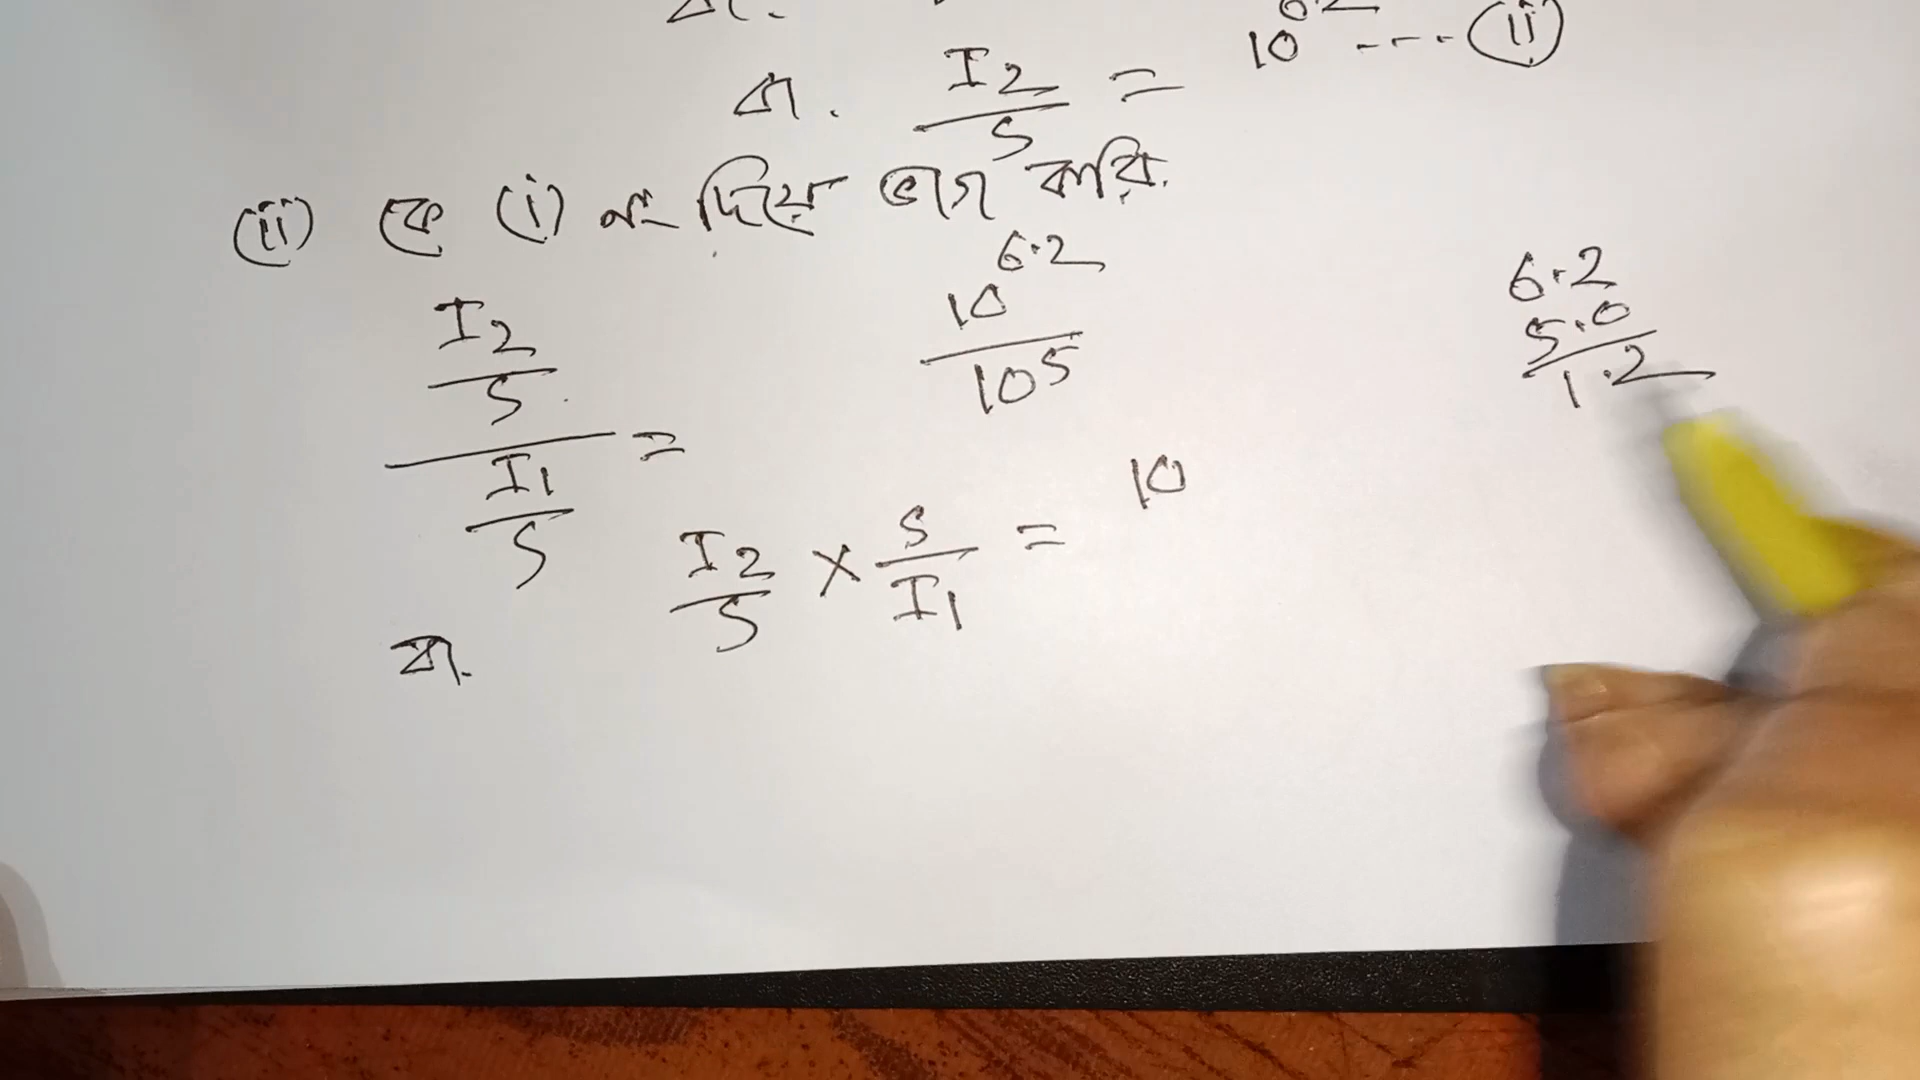 বা. I2/S = 10^6.2 ---- (ii)
(ii) কে (i) নং দিয়ে ভাগ করি.
(I2/S)/(I1/S) = 10^6.2/10^5
6.2
5.0
1.2
বা. I2/S × S/I1 = 10